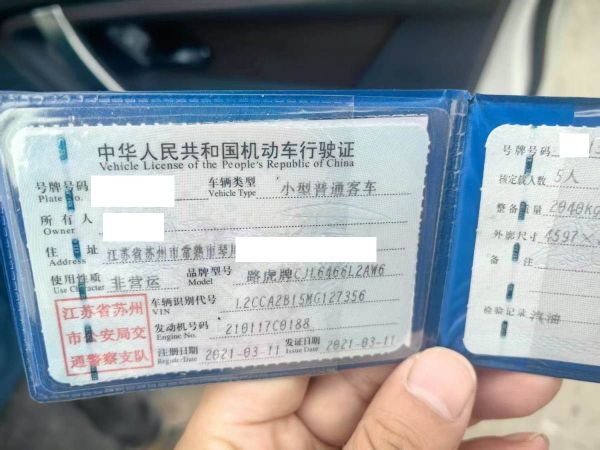 中华人民共和国机动车行驶证
Vehicle License of the People's Republic of China
号牌号码 车辆类型 小型普通客车
Plate No. Vehicle Type
所有人
Owner
住址 江苏省苏州市常熟市琴川
Address
使用性质 非营运 品牌型号 路虎牌CJL6466L2AW6
Use Character Model
江苏省苏州市公安局交通警察支队
车辆识别代号 L2CCA2B15MG127356
VIN
发动机号码 210117C0188
Engine No.
注册日期 2021-03-11 发证日期 2021-03-11
Register Date Issue Date
号牌号码
核定载人数 5人
整备质量
外廓尺寸 4597×
备注
检验记录 汽油